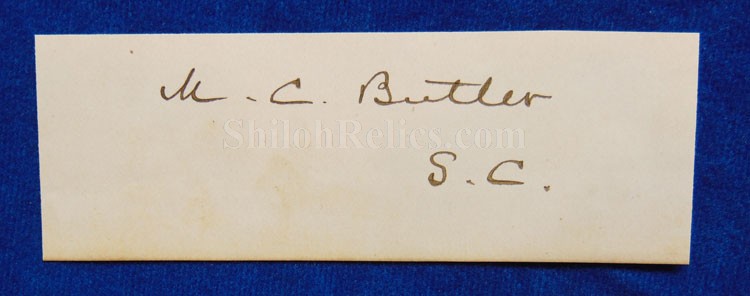 M. C. Butler
ShilohRelics.com
S. C.